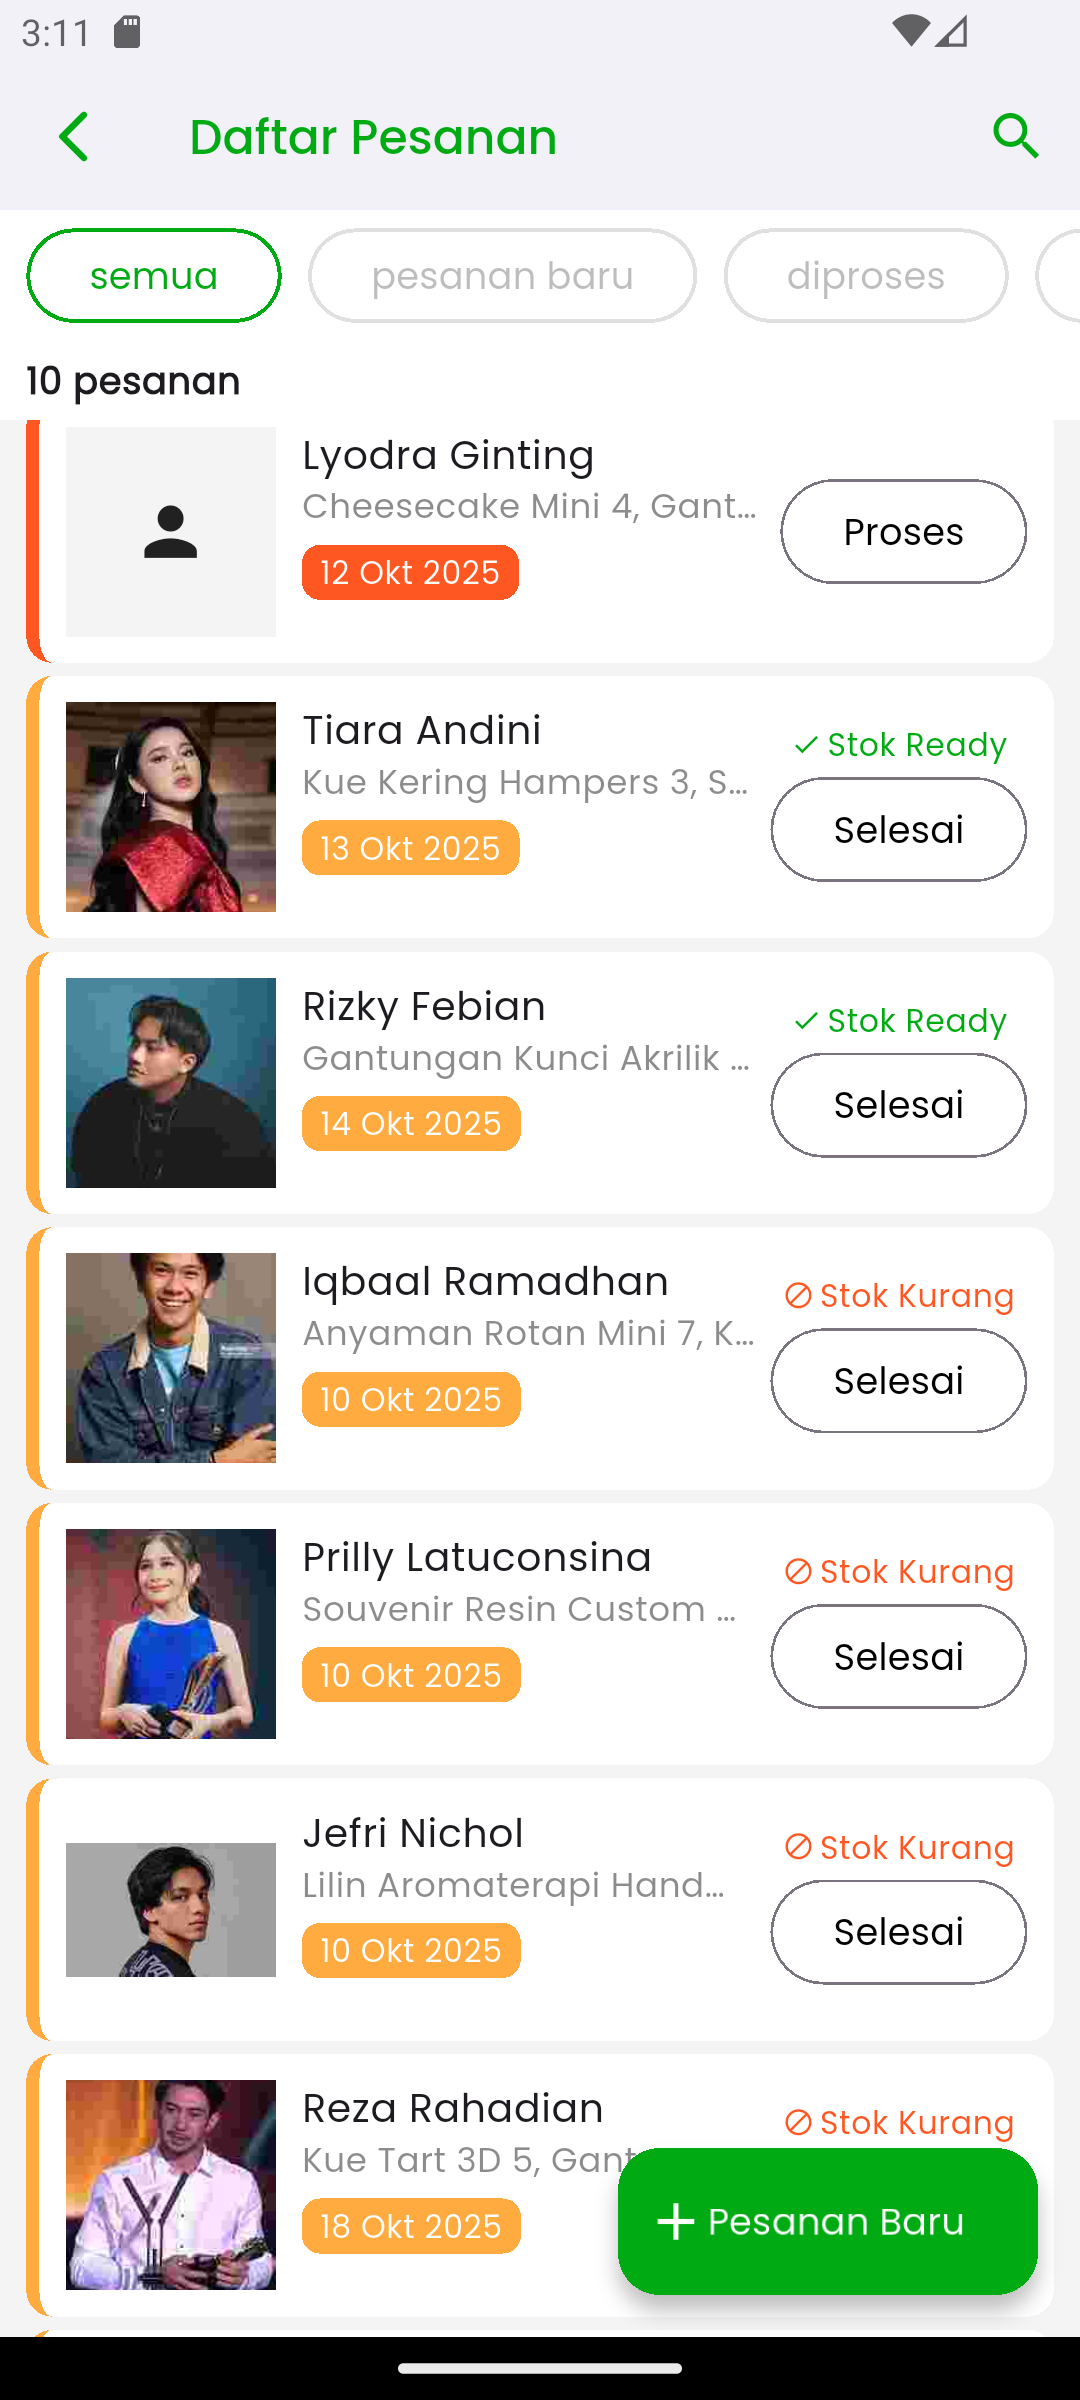 3:11
Daftar Pesanan
semua
pesanan baru
diproses
10 pesanan
Lyodra Ginting
Cheesecake Mini 4, Gant...
12 Okt 2025
Proses
Tiara Andini
Kue Kering Hampers 3, S...
13 Okt 2025
Stok Ready
Selesai
Rizky Febian
Gantungan Kunci Akrilik ...
14 Okt 2025
Stok Ready
Selesai
Iqbaal Ramadhan
Anyaman Rotan Mini 7, K...
10 Okt 2025
Stok Kurang
Selesai
Prilly Latuconsina
Souvenir Resin Custom ...
10 Okt 2025
Stok Kurang
Selesai
Jefri Nichol
Lilin Aromaterapi Hand...
10 Okt 2025
Stok Kurang
Selesai
Reza Rahadian
Kue Tart 3D 5, Gant
18 Okt 2025
Stok Kurang
Pesanan Baru